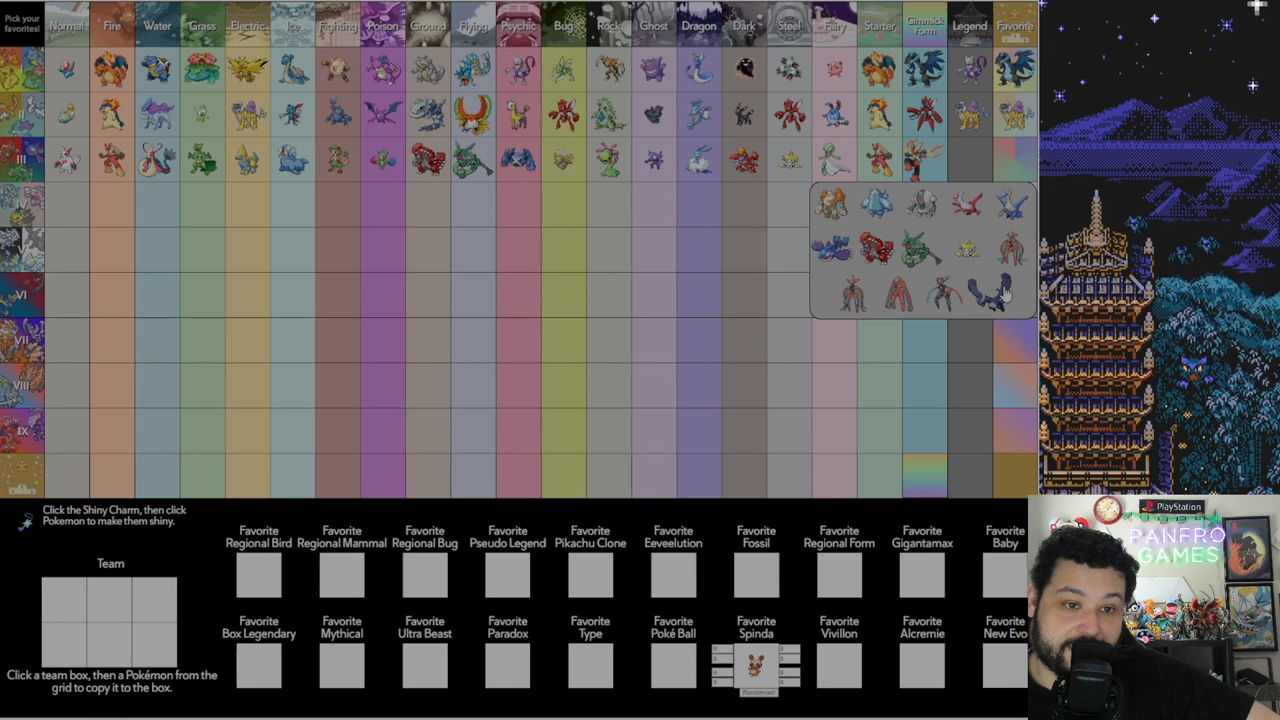 Pick your
favorites!
Normal Fire Water Grass Electric Ice Fighting Poison Ground Flying Psychic Bug Rock Ghost Dragon Dark Steel Fairy Starter Gimmick Form Legend Favorite
II
III
IV
V
VI
VII
VIII
IX
Click the Shiny Charm, then click
Pokemon to make them shiny.
Team
Click a team box, then a Pokémon from the
grid to copy it to the box.
Favorite Regional Bird
Favorite Regional Mammal
Favorite Regional Bug
Favorite Pseudo Legend
Favorite Pikachu Clone
Favorite Eeveelution
Favorite Fossil
Favorite Regional Form
Favorite Gigantamax
Favorite Baby
Favorite Box Legendary
Favorite Mythical
Favorite Ultra Beast
Favorite Paradox
Favorite Type
Favorite Poké Ball
Favorite Spinda
Favorite Vivillon
Favorite Alcremie
Favorite New Evo
Randomize!
PlayStation
PANFRO
GAMES